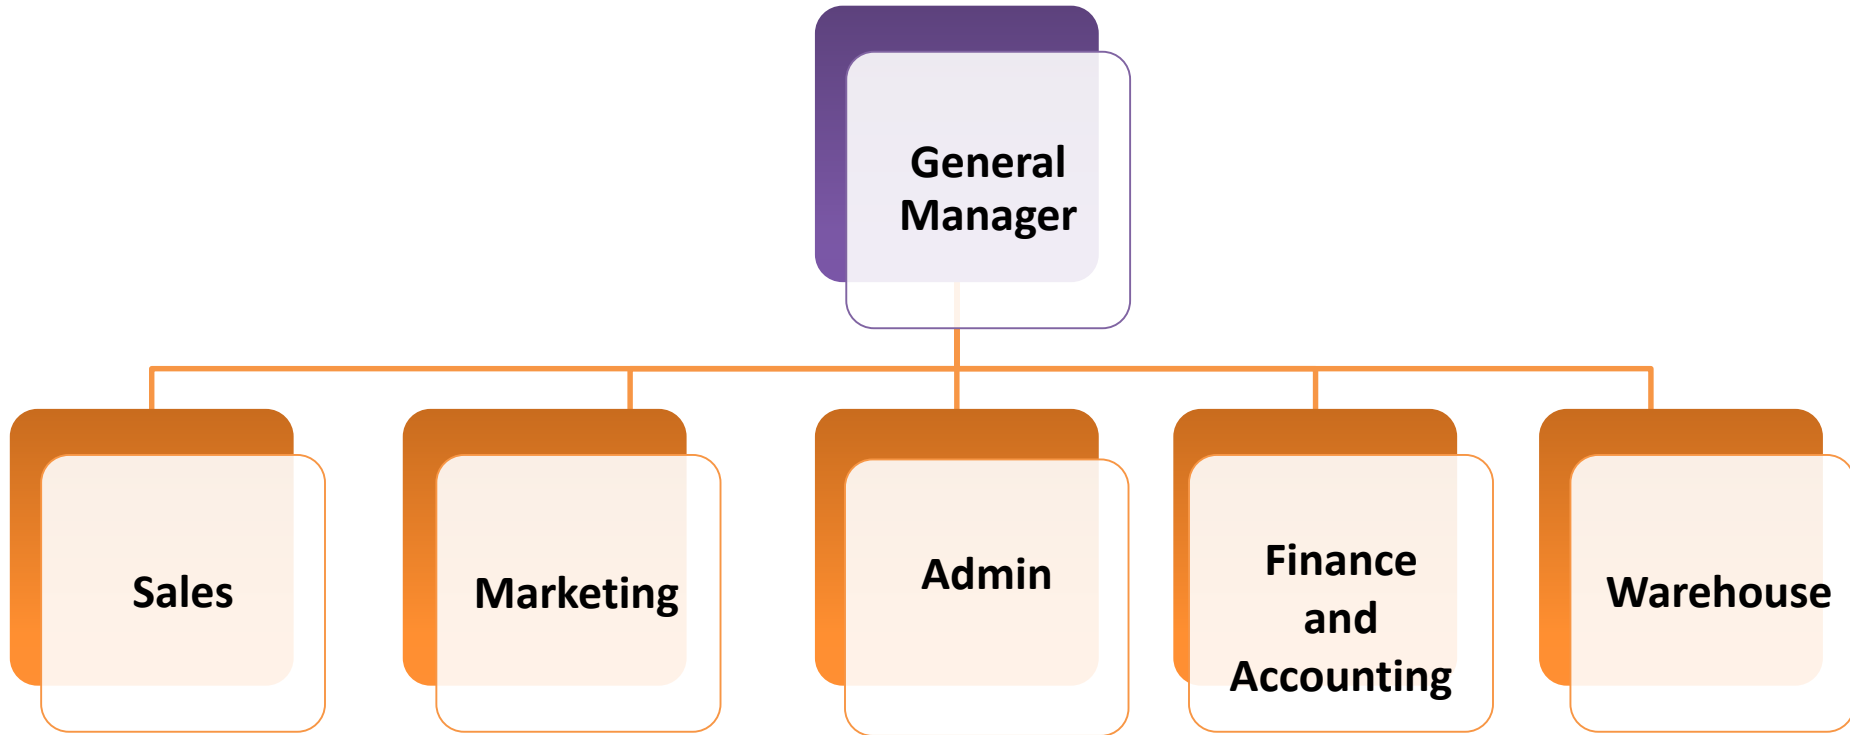 General
Manager
Sales
Marketing
Admin
Finance
and
Accounting
Warehouse